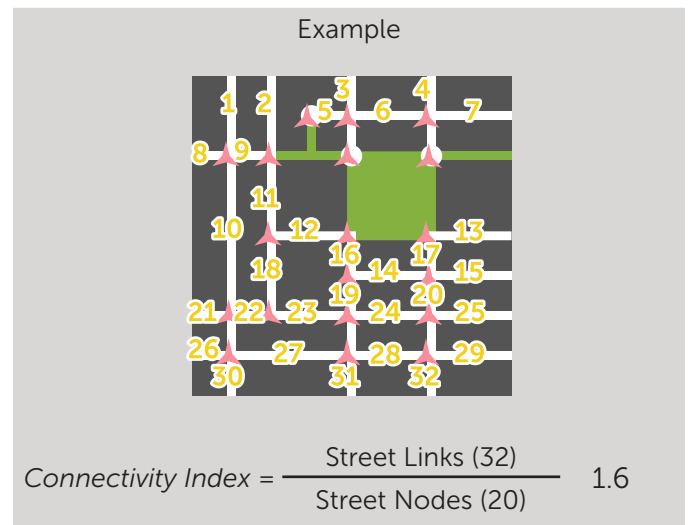 Example
1 2 3 4
5 6 7
8 9
11
10 12 13
16 17
18 14 15
19 20
21 22 23 24 25
26 27 28 29
30 31 32
Street Links (32)
Connectivity Index = 1.6
Street Nodes (20)